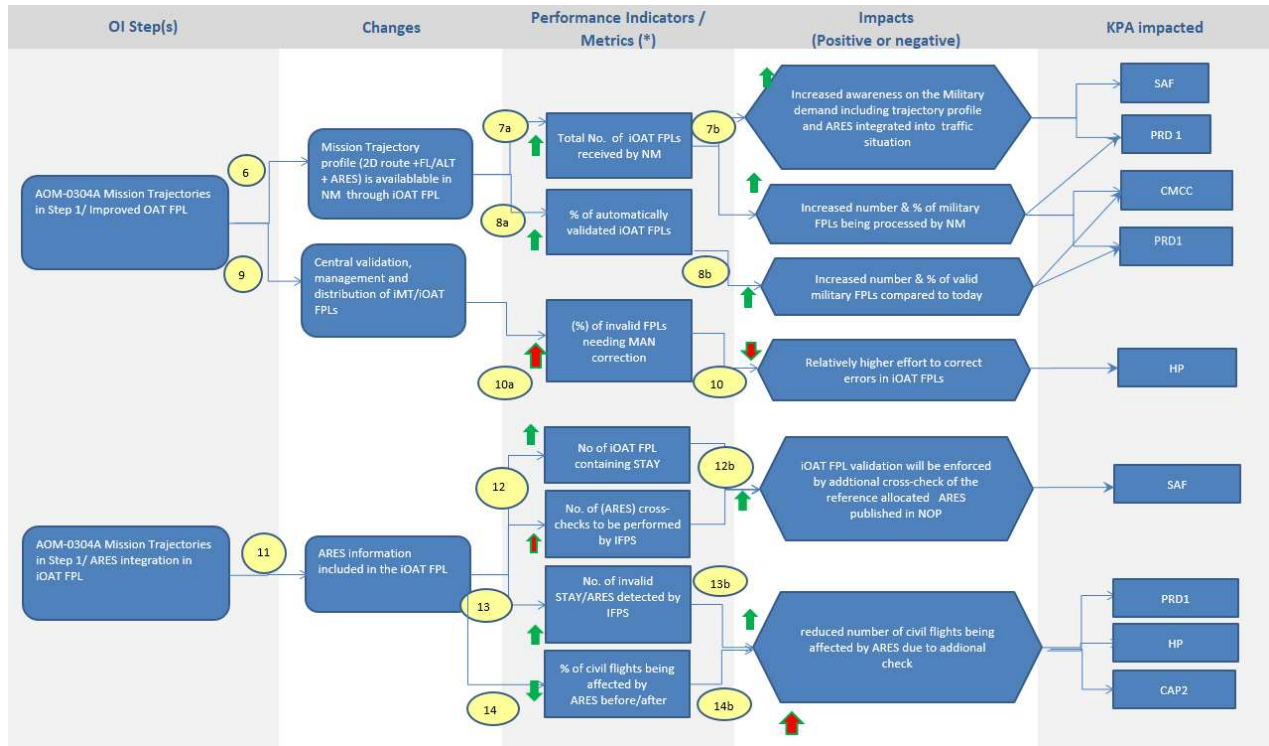 OI Step(s)
Changes
Performance Indicators /
Metrics (*)
Impacts
(Positive or negative)
KPA impacted
AOM-0304A Mission Trajectories
in Step 1/ Improved OAT FPL
6
9
Mission Trajectory
profile (2D route +FL/ALT
+ ARES) is availabable in
NM through iOAT FPL
Central validation,
management and
distribution of iMT/iOAT
FPLs
7a
Total No. of iOAT FPLs
received by NM
7b
8a
% of automatically
validated iOAT FPLs
8b
(%) of invalid FPLs
needing MAN
correction
10a
10
Increased awareness on the Military
demand including trajectory profile
and ARES integrated into traffic
situation
Increased number & % of military
FPLs being processed by NM
Increased number & % of valid
military FPLs compared to today
Relatively higher effort to correct
errors in iOAT FPLs
SAF
PRD 1
CMCC
PRD1
HP
AOM-0304A Mission Trajectories
in Step 1/ ARES integration in
iOAT FPL
11
ARES information
included in the iOAT FPL
12
13
14
No of iOAT FPL
containing STAY
No. of (ARES) cross-
checks to be performed
by IFPS
No. of invalid
STAY/ARES detected by
IFPS
% of civil flights being
affected by
ARES before/after
12b
13b
14b
iOAT FPL validation will be enforced
by addtional cross-check of the
reference allocated ARES
published in NOP
reduced number of civil flights being
affected by ARES due to addional
check
SAF
PRD1
HP
CAP2